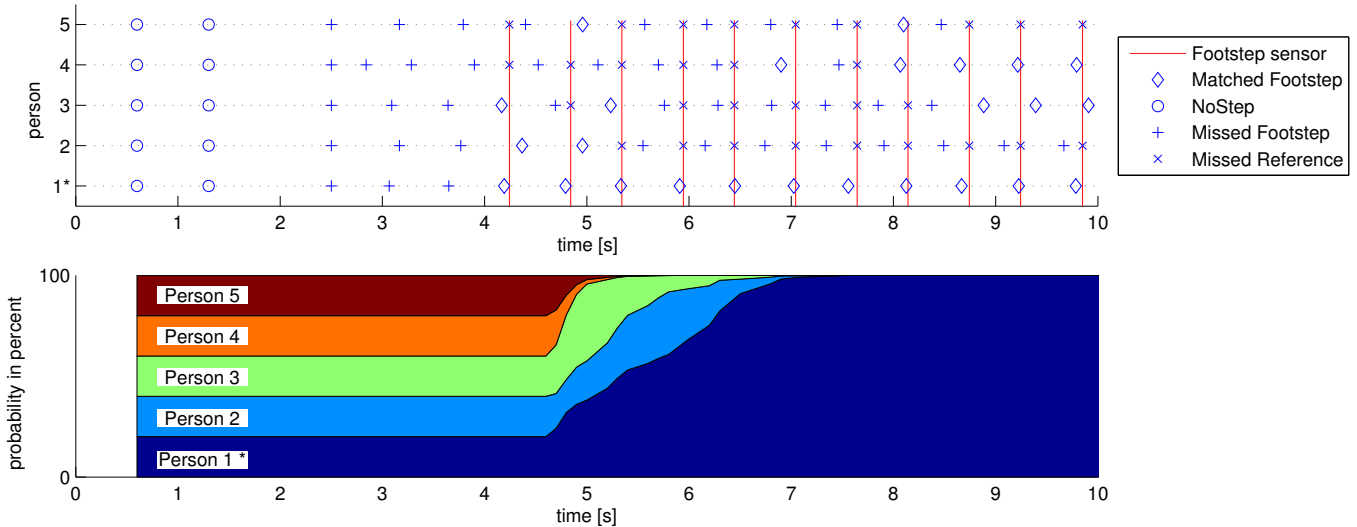 person
5
4
3
2
1*
0 1 2 3 4 5 6 7 8 9 10
time [s]
Footstep sensor
Matched Footstep
NoStep
Missed Footstep
Missed Reference
probability in percent
100
0
Person 5
Person 4
Person 3
Person 2
Person 1 *
0 1 2 3 4 5 6 7 8 9 10
time [s]